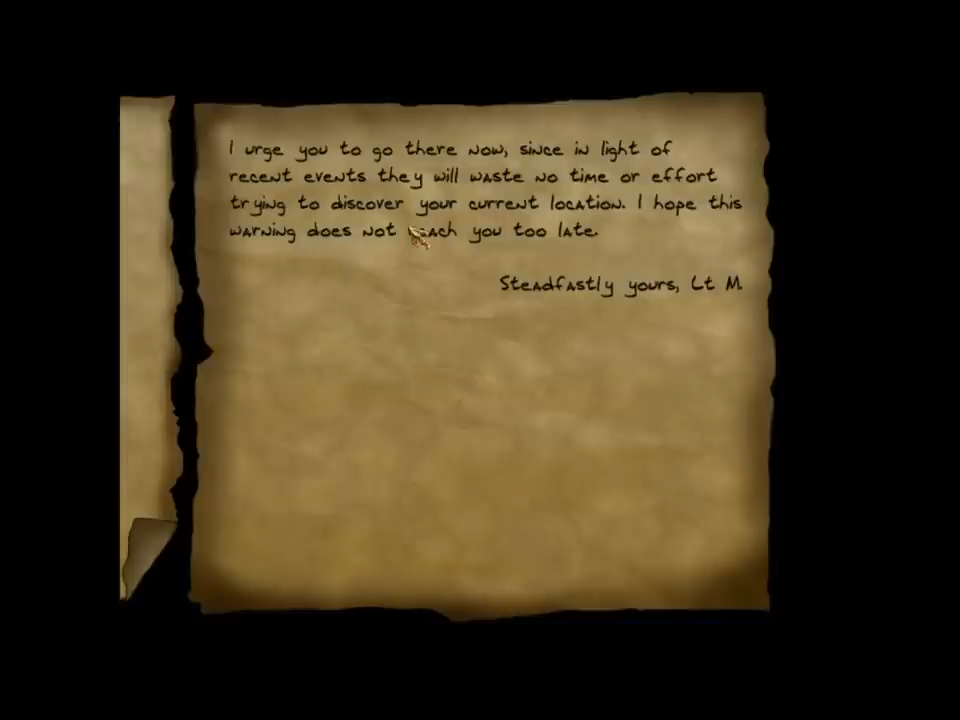 I urge you to go there now, since in light of
recent events they will waste no time or effort
trying to discover your current location. I hope this
warning does not reach you too late.
Steadfastly yours, Lt M.